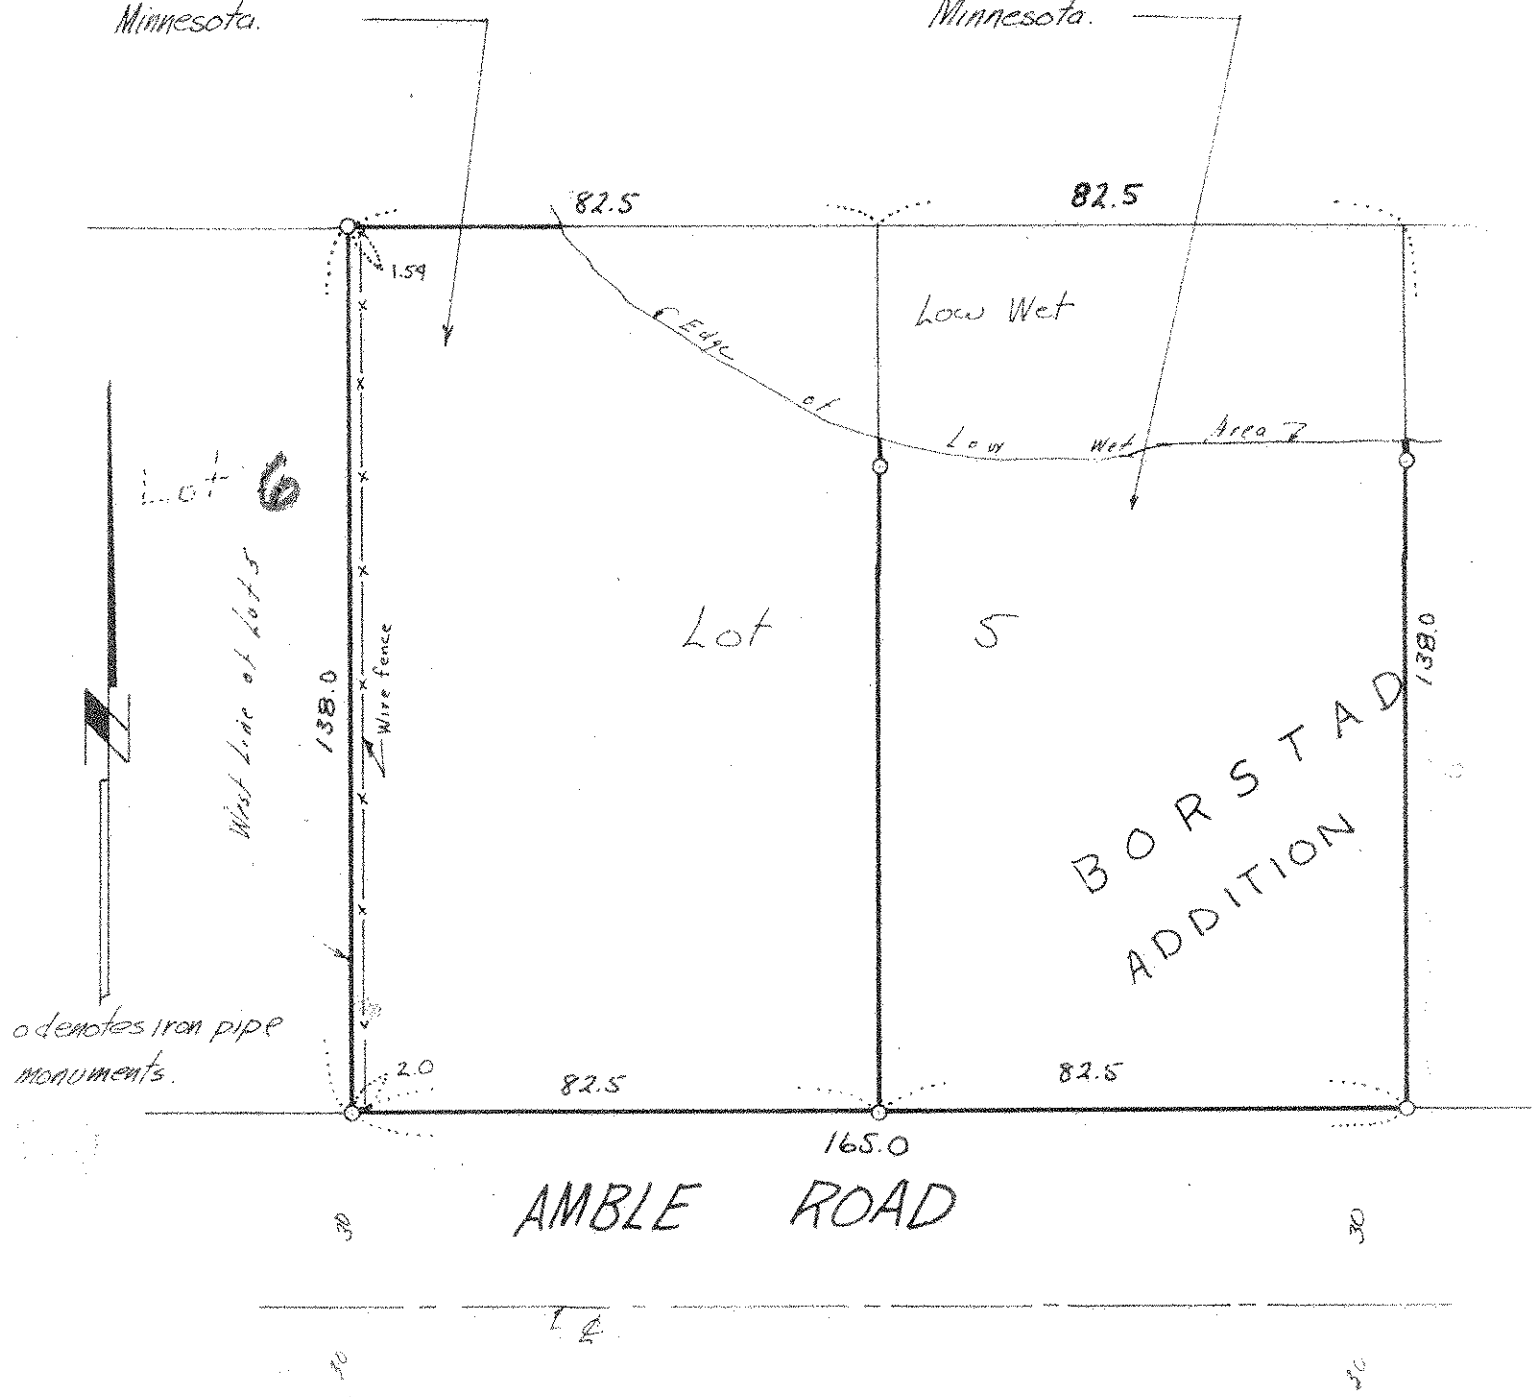 Minnesota.
Minnesota.
82.5
82.5
1.59
Low Wet
Edge of Low Wet Area
Lot 6
West Line of Lot 5
138.0
Wire fence
Lot 5
138.0
BORSTAD
ADDITION
o denotes iron pipe
monuments.
2.0
82.5
82.5
165.0
AMBLE ROAD
30
30
℄
30
30